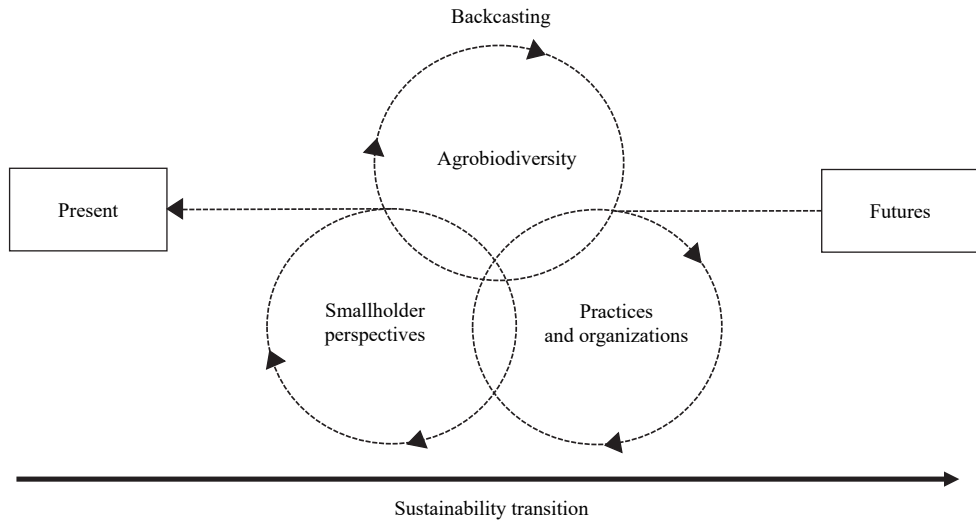 Backcasting
Agrobiodiversity
Present
Futures
Smallholder
perspectives
Practices
and organizations
Sustainability transition